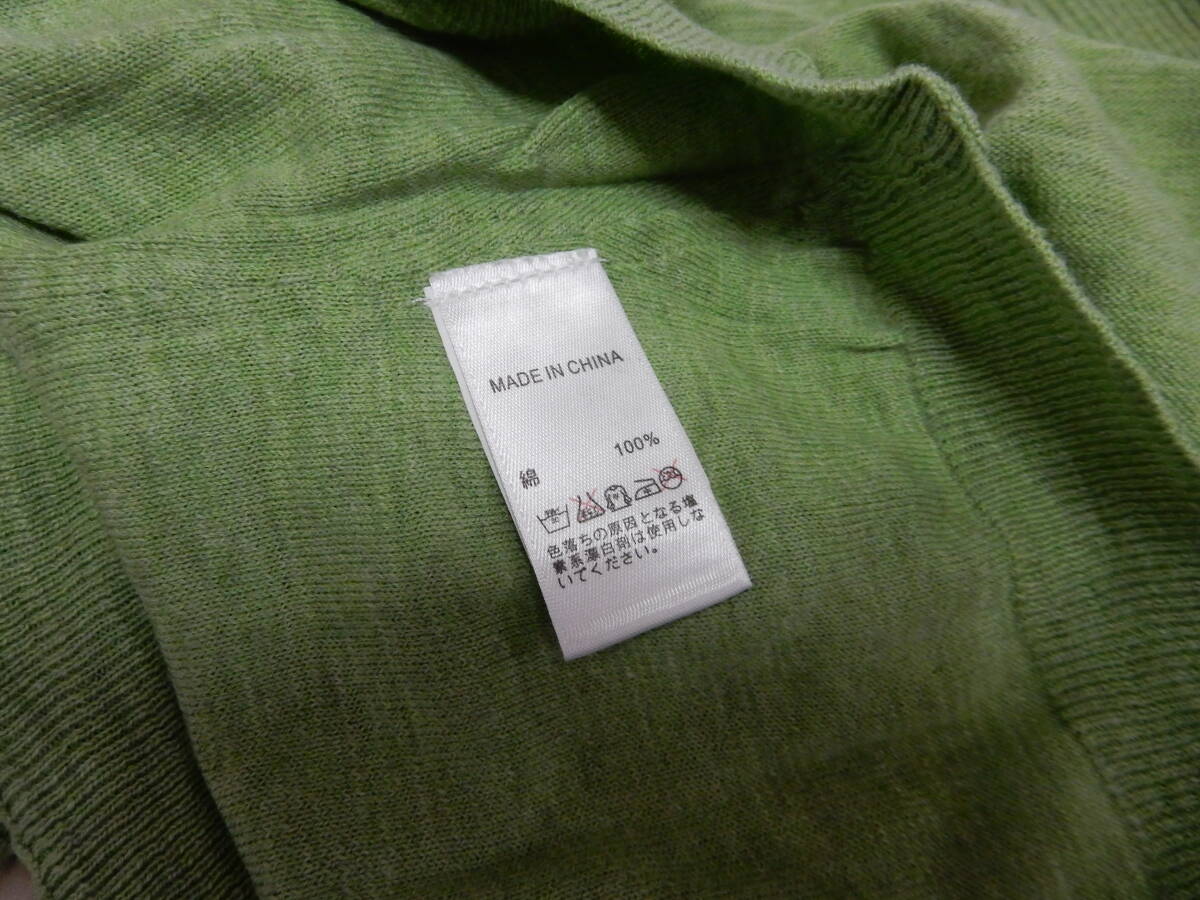 MADE IN CHINA
綿 100%
色落ちの原因となる塩
素系漂白剤は使用しな
いでください。